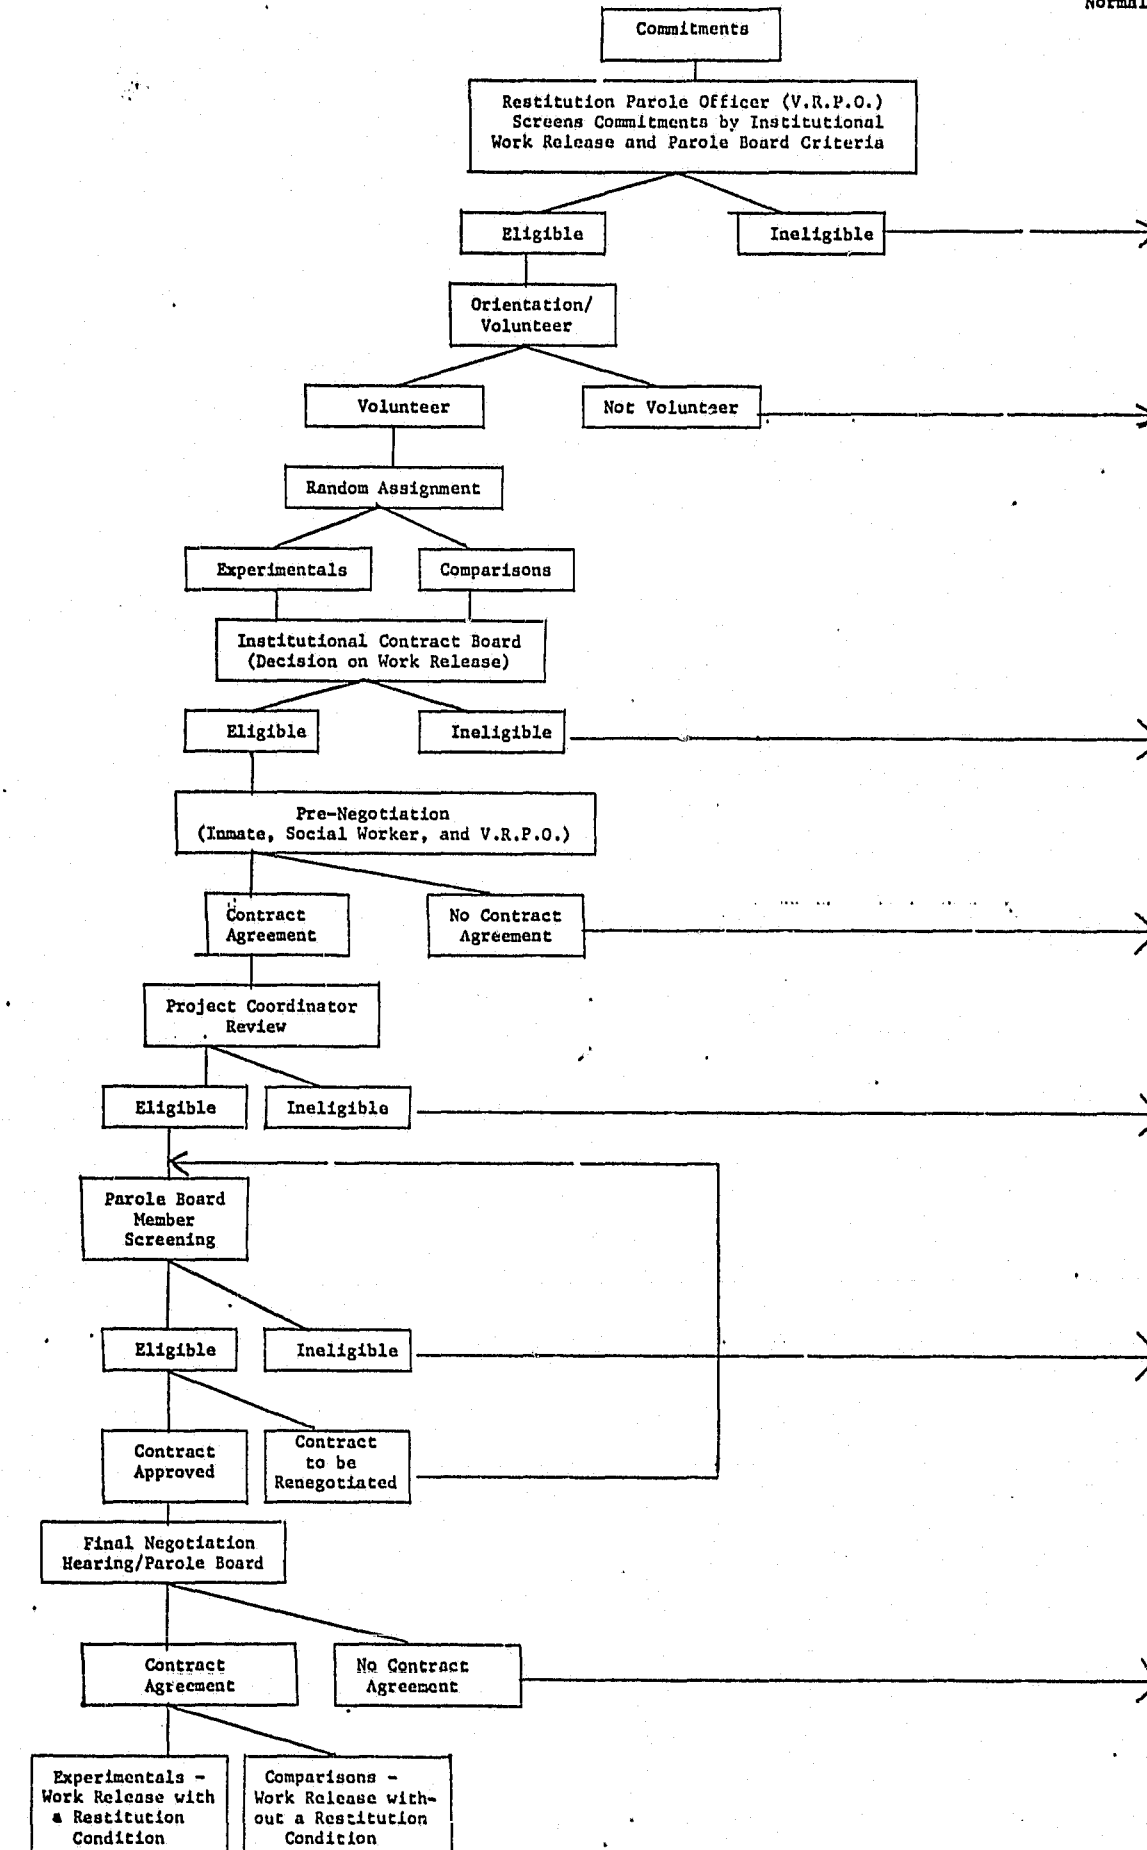 Normal
Commitments
Restitution Parole Officer (V.R.P.O.)
Screens Commitments by Institutional
Work Release and Parole Board Criteria
Eligible
Ineligible
Orientation/
Volunteer
Volunteer
Not Volunteer
Random Assignment
Experimentals
Comparisons
Institutional Contract Board
(Decision on Work Release)
Eligible
Ineligible
Pre-Negotiation
(Inmate, Social Worker, and V.R.P.O.)
Contract
Agreement
No Contract
Agreement
Project Coordinator
Review
Eligible
Ineligible
Parole Board
Member
Screening
Eligible
Ineligible
Contract
Approved
Contract
to be
Renegotiated
Final Negotiation
Hearing/Parole Board
Contract
Agreement
No Contract
Agreement
Experimentals -
Work Release with
a Restitution
Condition
Comparisons -
Work Release with-
out a Restitution
Condition